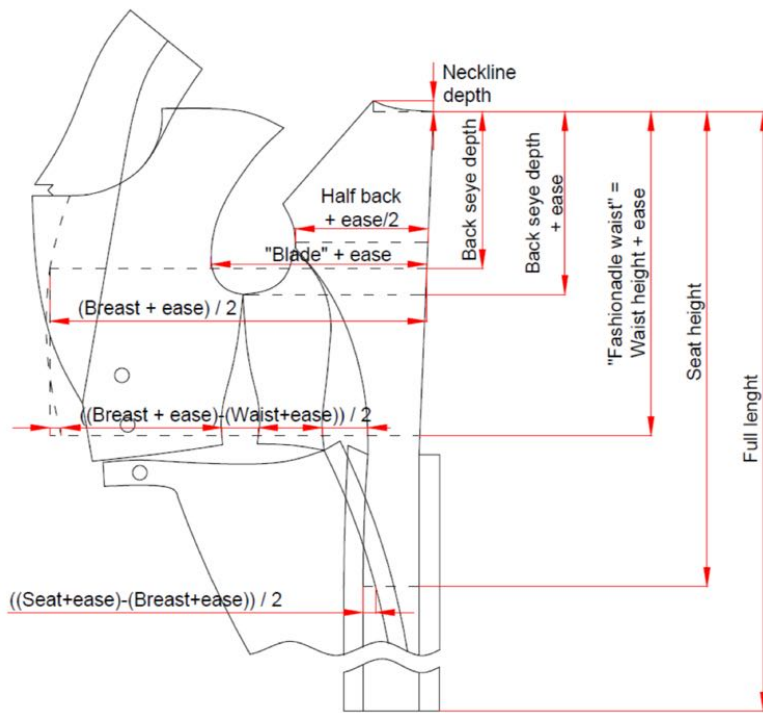 Neckline
depth
Half back
+ ease/2
"Blade" + ease
(Breast + ease) / 2
((Breast + ease)-(Waist+ease)) / 2
((Seat+ease)-(Breast+ease)) / 2
Back seye depth
Back seye depth
+ ease
"Fashionadle waist" =
Waist height + ease
Seat height
Full lenght